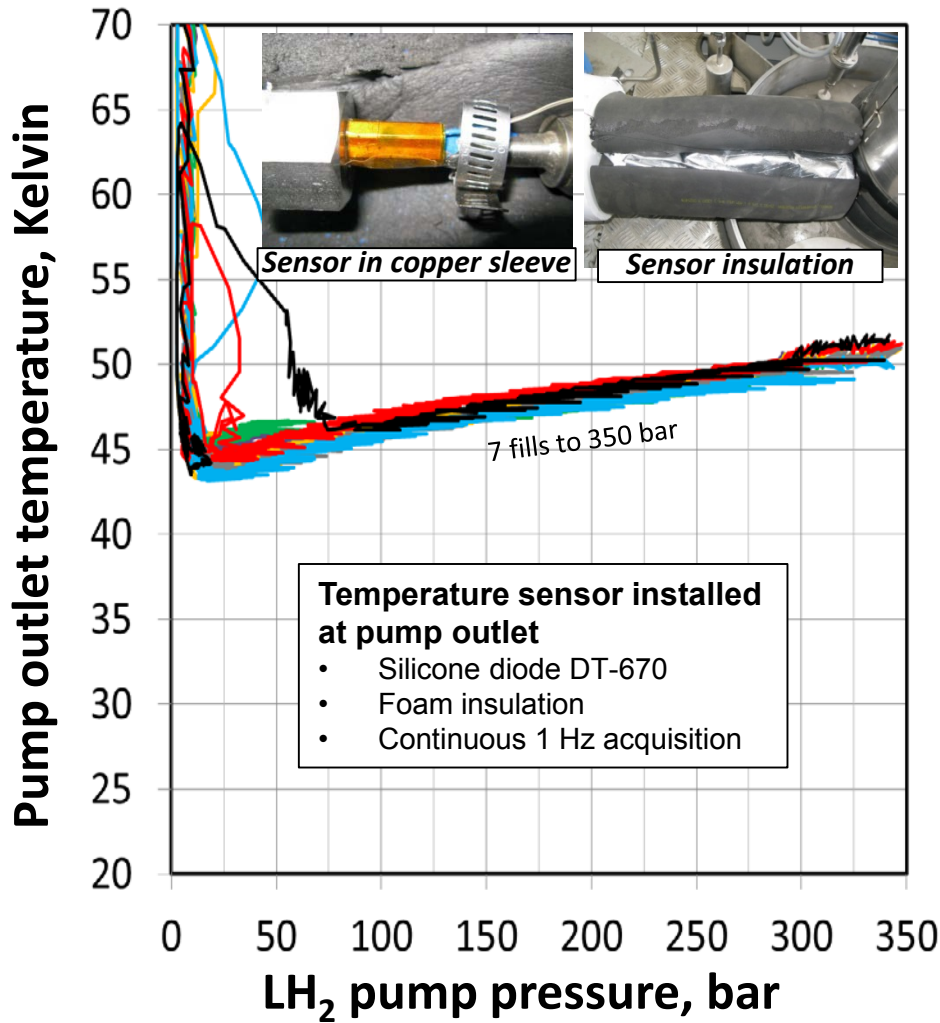 Pump outlet temperature, Kelvin
70
65
60
55
50
45
40
35
30
25
20
Sensor in copper sleeve
Sensor insulation
7 fills to 350 bar
Temperature sensor installed
at pump outlet
• Silicone diode DT-670
• Foam insulation
• Continuous 1 Hz acquisition
0 50 100 150 200 250 300 350
LH₂ pump pressure, bar